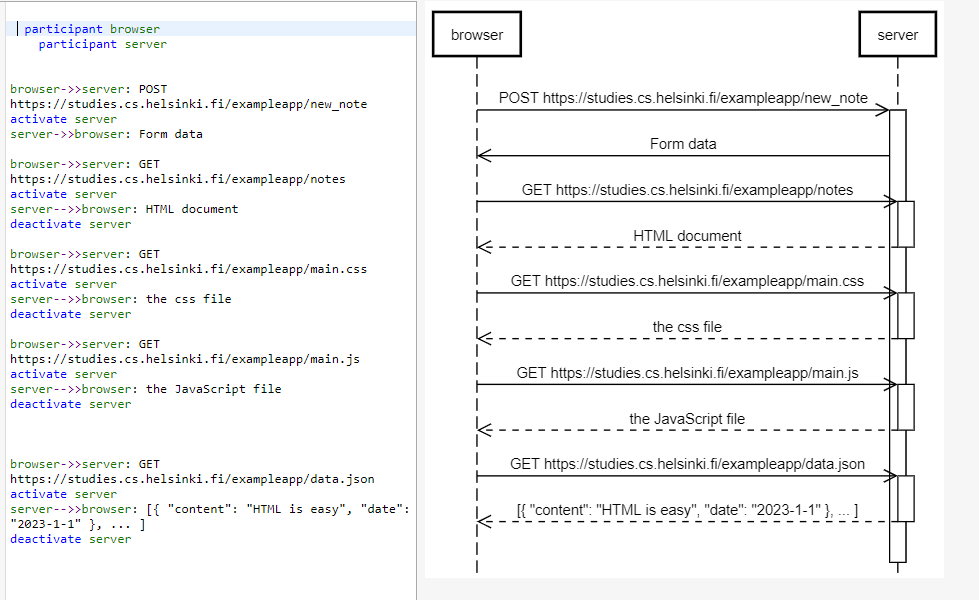 participant browser
participant server
browser->>server: POST
https://studies.cs.helsinki.fi/exampleapp/new_note
activate server
server->>browser: Form data
browser->>server: GET
https://studies.cs.helsinki.fi/exampleapp/notes
activate server
server-->>browser: HTML document
deactivate server
browser->>server: GET
https://studies.cs.helsinki.fi/exampleapp/main.css
activate server
server-->>browser: the css file
deactivate server
browser->>server: GET
https://studies.cs.helsinki.fi/exampleapp/main.js
activate server
server-->>browser: the JavaScript file
deactivate server
browser->>server: GET
https://studies.cs.helsinki.fi/exampleapp/data.json
activate server
server-->>browser: [{ "content": "HTML is easy", "date":
"2023-1-1" }, ... ]
deactivate server
browser
server
POST https://studies.cs.helsinki.fi/exampleapp/new_note
Form data
GET https://studies.cs.helsinki.fi/exampleapp/notes
HTML document
GET https://studies.cs.helsinki.fi/exampleapp/main.css
the css file
GET https://studies.cs.helsinki.fi/exampleapp/main.js
the JavaScript file
GET https://studies.cs.helsinki.fi/exampleapp/data.json
[{ "content": "HTML is easy", "date": "2023-1-1" }, ... ]